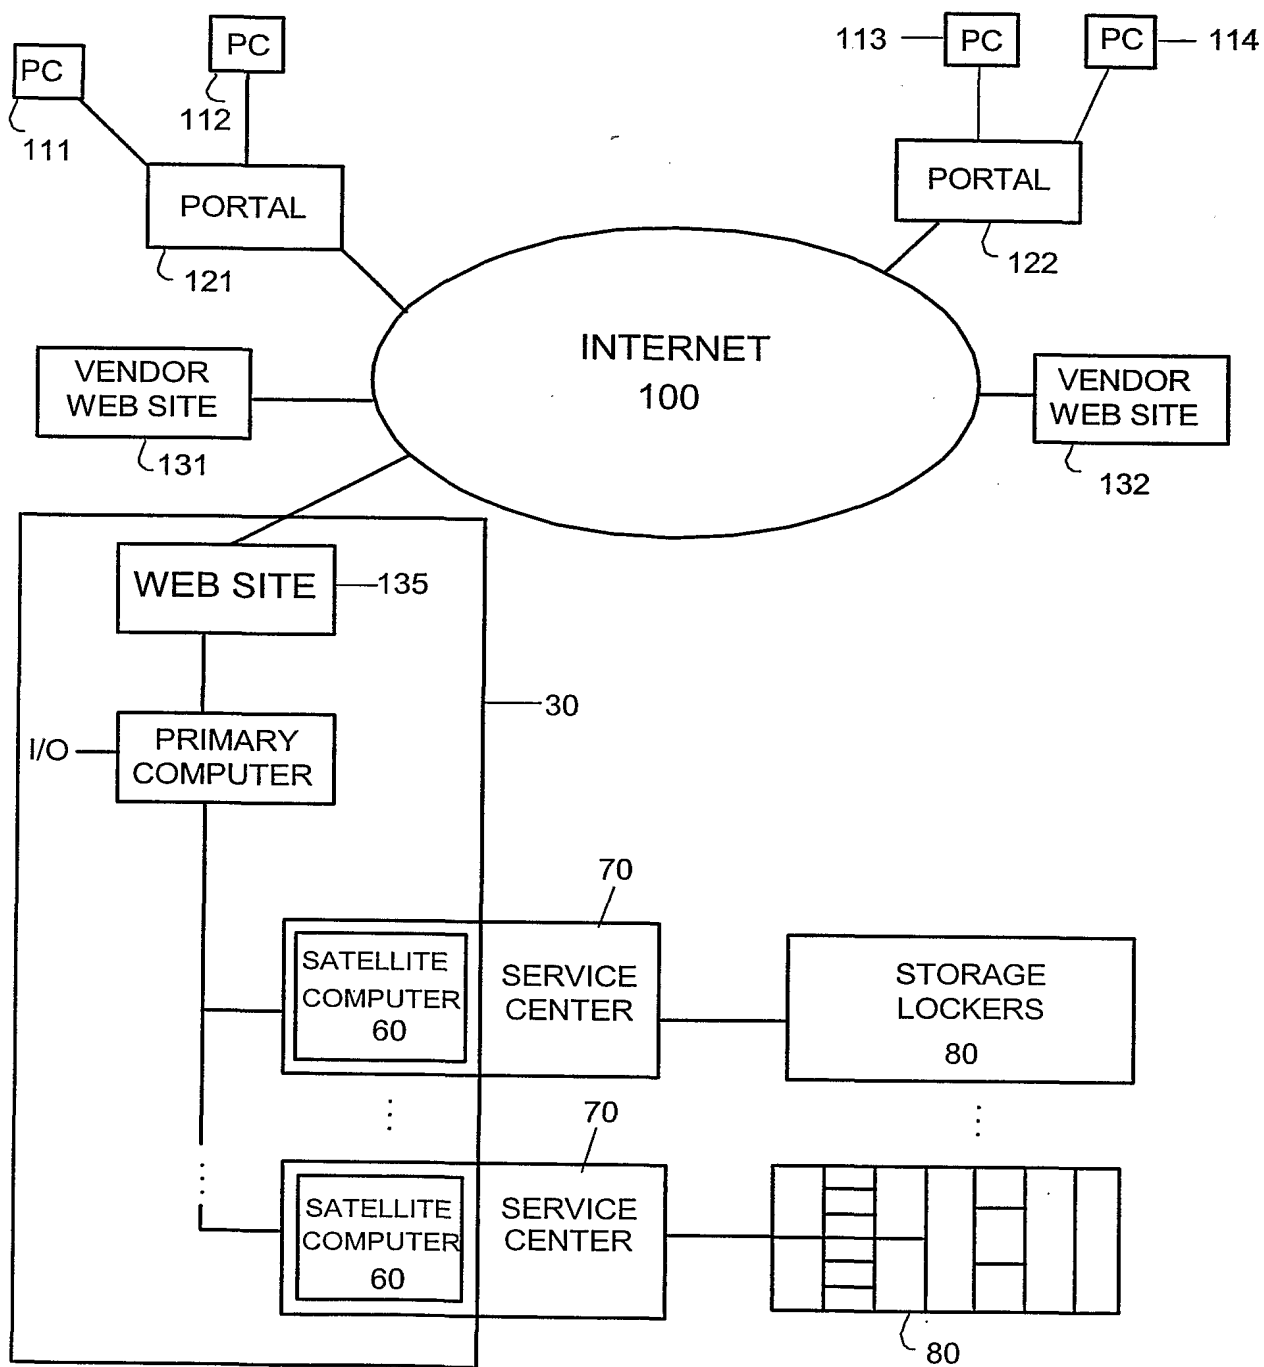 PC
PC
113
PC
PC
114
111
112
PORTAL
PORTAL
121
122
INTERNET
100
VENDOR
WEB SITE
131
VENDOR
WEB SITE
132
WEB SITE
135
30
I/O
PRIMARY
COMPUTER
70
SATELLITE
COMPUTER
60
SERVICE
CENTER
STORAGE
LOCKERS
80
70
SATELLITE
COMPUTER
60
SERVICE
CENTER
80